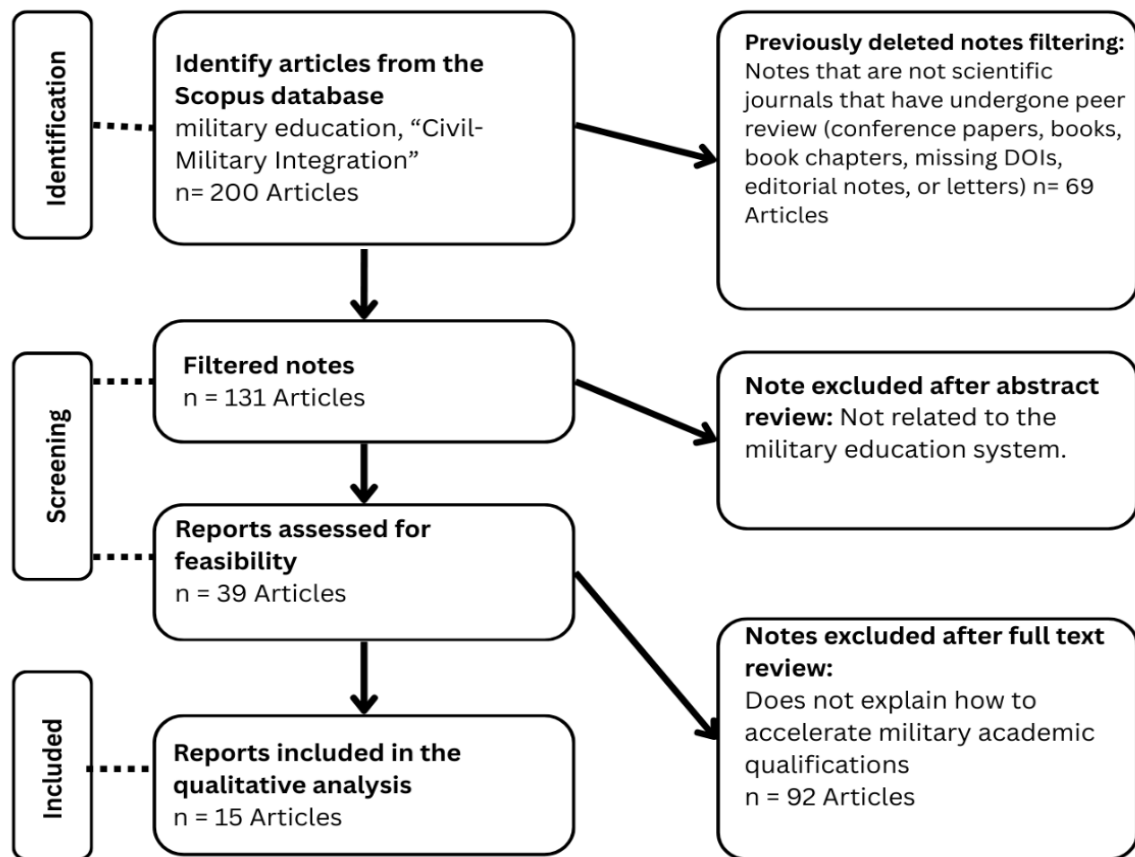 Identification
Identify articles from the
Scopus database
military education, “Civil-
Military Integration”
n= 200 Articles
Previously deleted notes filtering:
Notes that are not scientific
journals that have undergone peer
review (conference papers, books,
book chapters, missing DOIs,
editorial notes, or letters) n= 69
Articles
Screening
Filtered notes
n = 131 Articles
Note excluded after abstract
review: Not related to the
military education system.
Reports assessed for
feasibility
n = 39 Articles
Notes excluded after full text
review:
Does not explain how to
accelerate military academic
qualifications
n = 92 Articles
Included
Reports included in the
qualitative analysis
n = 15 Articles